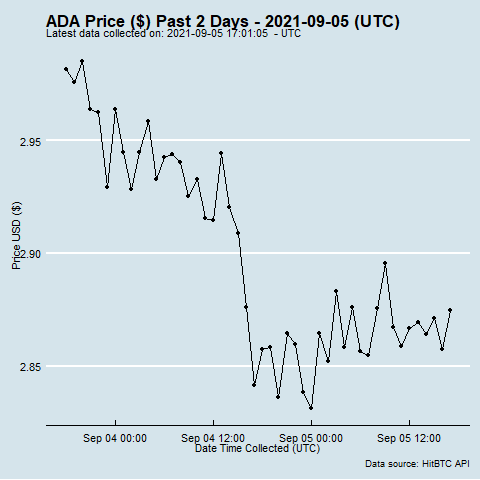 ADA Price ($) Past 2 Days - 2021-09-05 (UTC)
Latest data collected on: 2021-09-05 17:01:05 - UTC
2.95
2.90
2.85
Price USD ($)
Sep 04 00:00 Sep 04 12:00 Sep 05 00:00 Sep 05 12:00
Date Time Collected (UTC)
Data source: HitBTC API